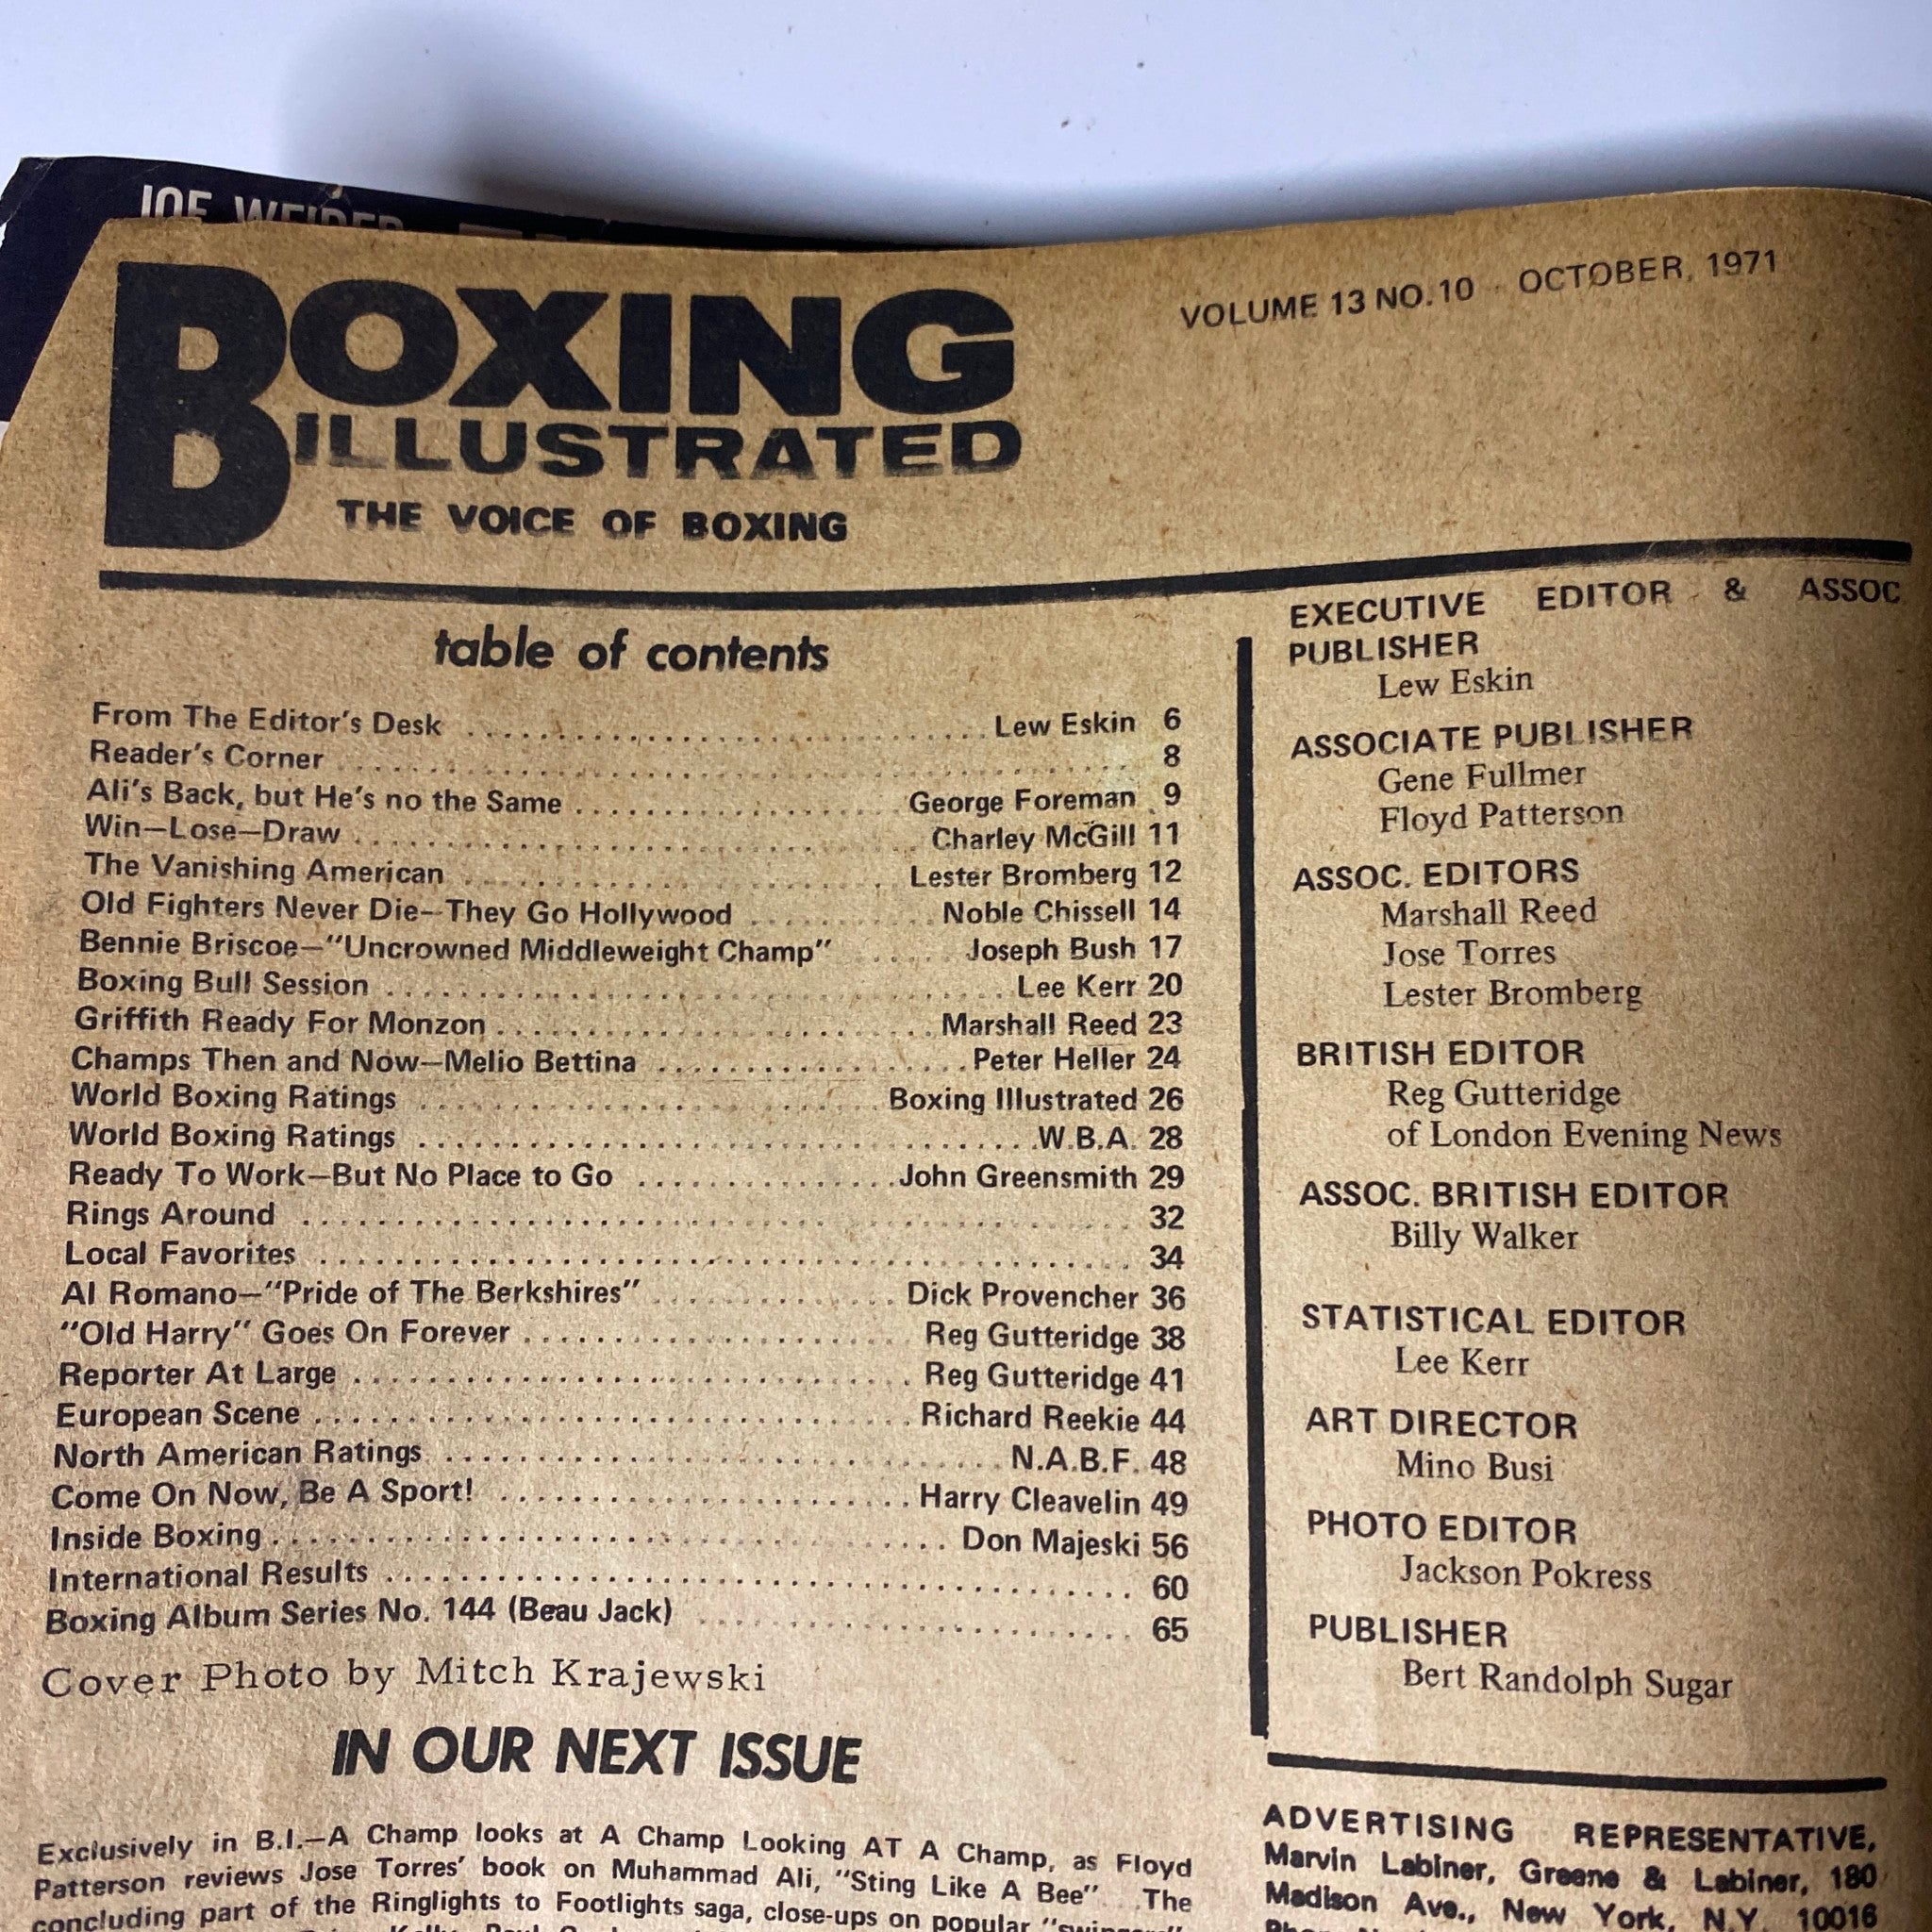 JOE WEIDER
BOXING
ILLUSTRATED
THE VOICE OF BOXING
VOLUME 13 NO.10 OCTOBER, 1971
table of contents
From The Editor's Desk Lew Eskin 6
Reader's Corner 8
Ali's Back, but He's no the Same George Foreman 9
Win—Lose—Draw Charley McGill 11
The Vanishing American Lester Bromberg 12
Old Fighters Never Die—They Go Hollywood Noble Chissell 14
Bennie Briscoe—"Uncrowned Middleweight Champ" Joseph Bush 17
Boxing Bull Session Lee Kerr 20
Griffith Ready For Monzon Marshall Reed 23
Champs Then and Now—Melio Bettina Peter Heller 24
World Boxing Ratings Boxing Illustrated 26
World Boxing Ratings W.B.A. 28
Ready To Work—But No Place to Go John Greensmith 29
Rings Around 32
Local Favorites 34
Al Romano—"Pride of The Berkshires" Dick Provencher 36
"Old Harry" Goes On Forever Reg Gutteridge 38
Reporter At Large Reg Gutteridge 41
European Scene Richard Reekie 44
North American Ratings N.A.B.F. 48
Come On Now, Be A Sport! Harry Cleavelin 49
Inside Boxing Don Majeski 56
International Results 60
Boxing Album Series No. 144 (Beau Jack) 65
Cover Photo by Mitch Krajewski
IN OUR NEXT ISSUE
Exclusively in B.I.—A Champ looks at A Champ Looking AT A Champ, as Floyd
Patterson reviews Jose Torres' book on Muhammad Ali, "Sting Like A Bee" . . The
concluding part of the Ringlights to Footlights saga, close-ups on popular
EXECUTIVE EDITOR & ASSOC
PUBLISHER
Lew Eskin
ASSOCIATE PUBLISHER
Gene Fullmer
Floyd Patterson
ASSOC. EDITORS
Marshall Reed
Jose Torres
Lester Bromberg
BRITISH EDITOR
Reg Gutteridge
of London Evening News
ASSOC. BRITISH EDITOR
Billy Walker
STATISTICAL EDITOR
Lee Kerr
ART DIRECTOR
Mino Busi
PHOTO EDITOR
Jackson Pokress
PUBLISHER
Bert Randolph Sugar
ADVERTISING REPRESENTATIVE,
Marvin Labiner, Greene & Labiner, 180
Madison Ave., New York, N.Y. 10016